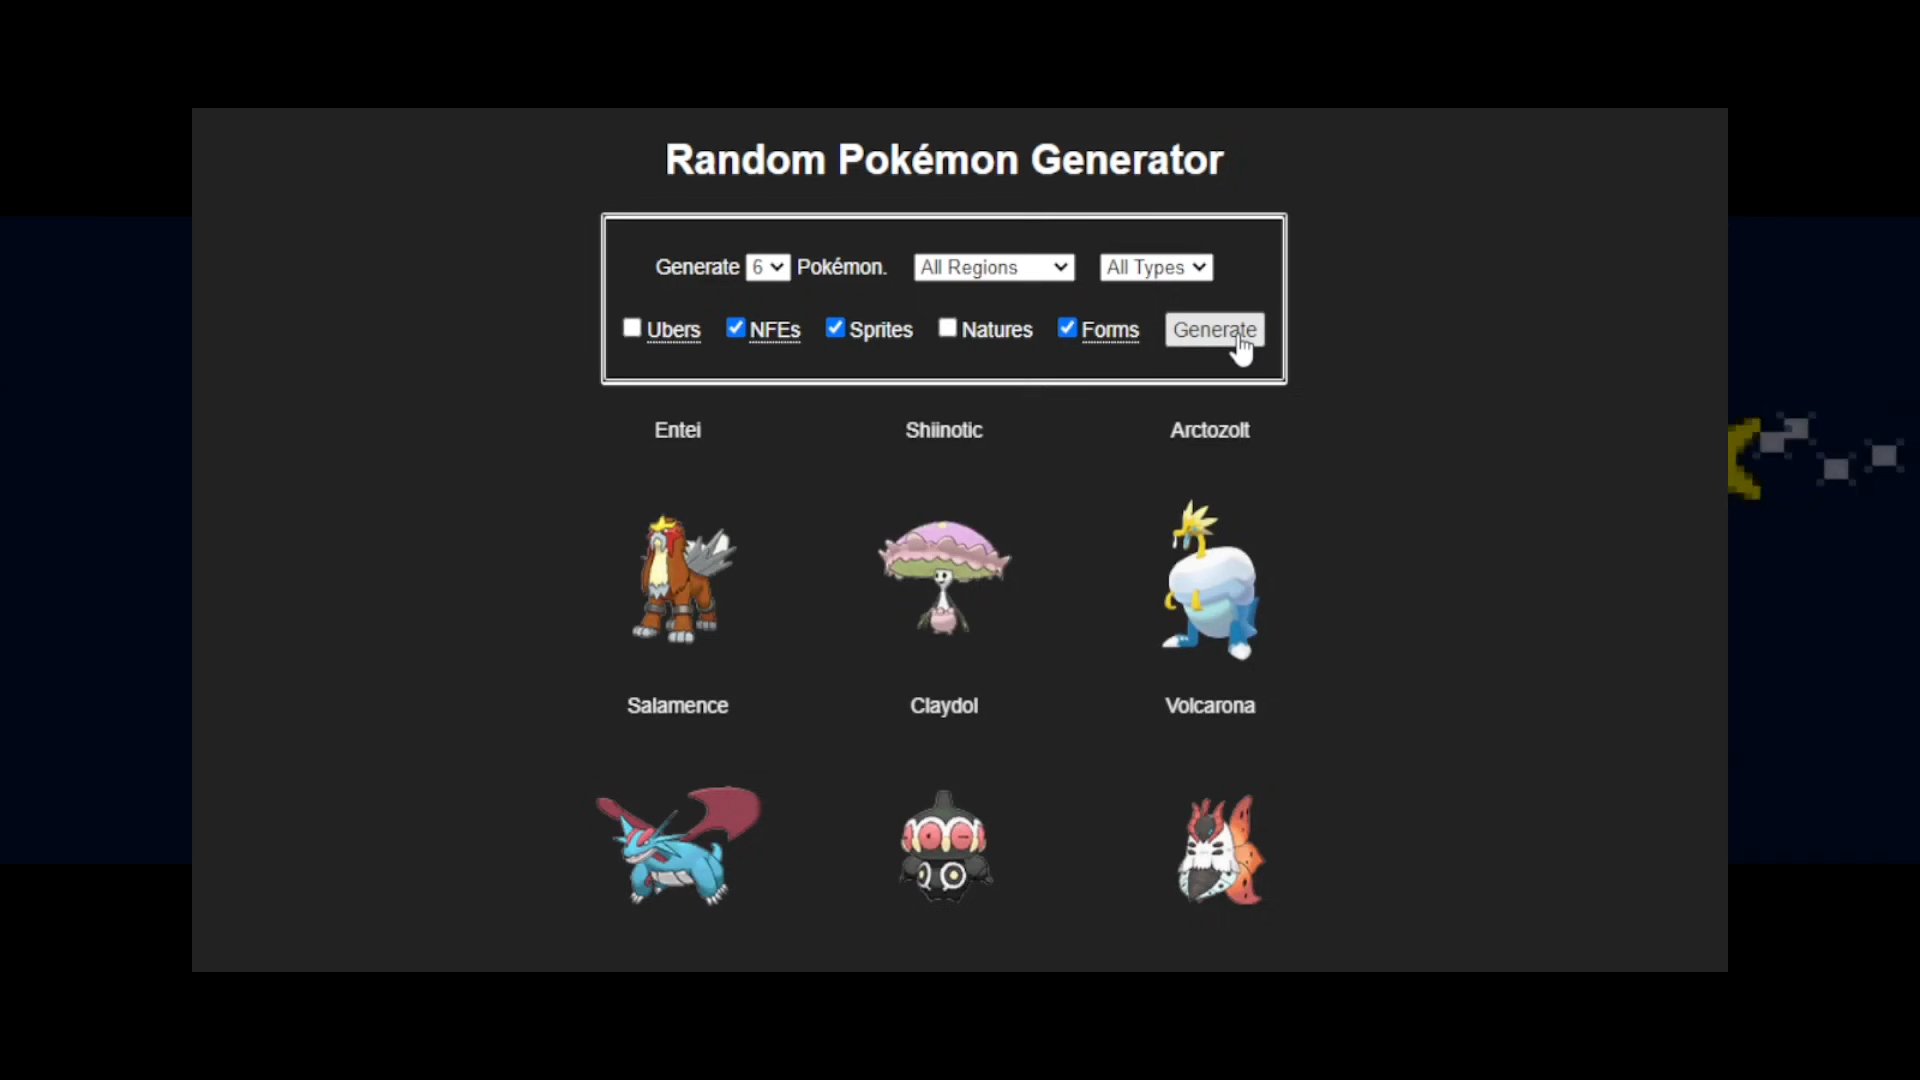 Random Pokémon Generator
Generate 6 Pokémon. All Regions All Types
Ubers NFEs Sprites Natures Forms Generate
Entei Shiinotic Arctozolt
Salamence Claydol Volcarona